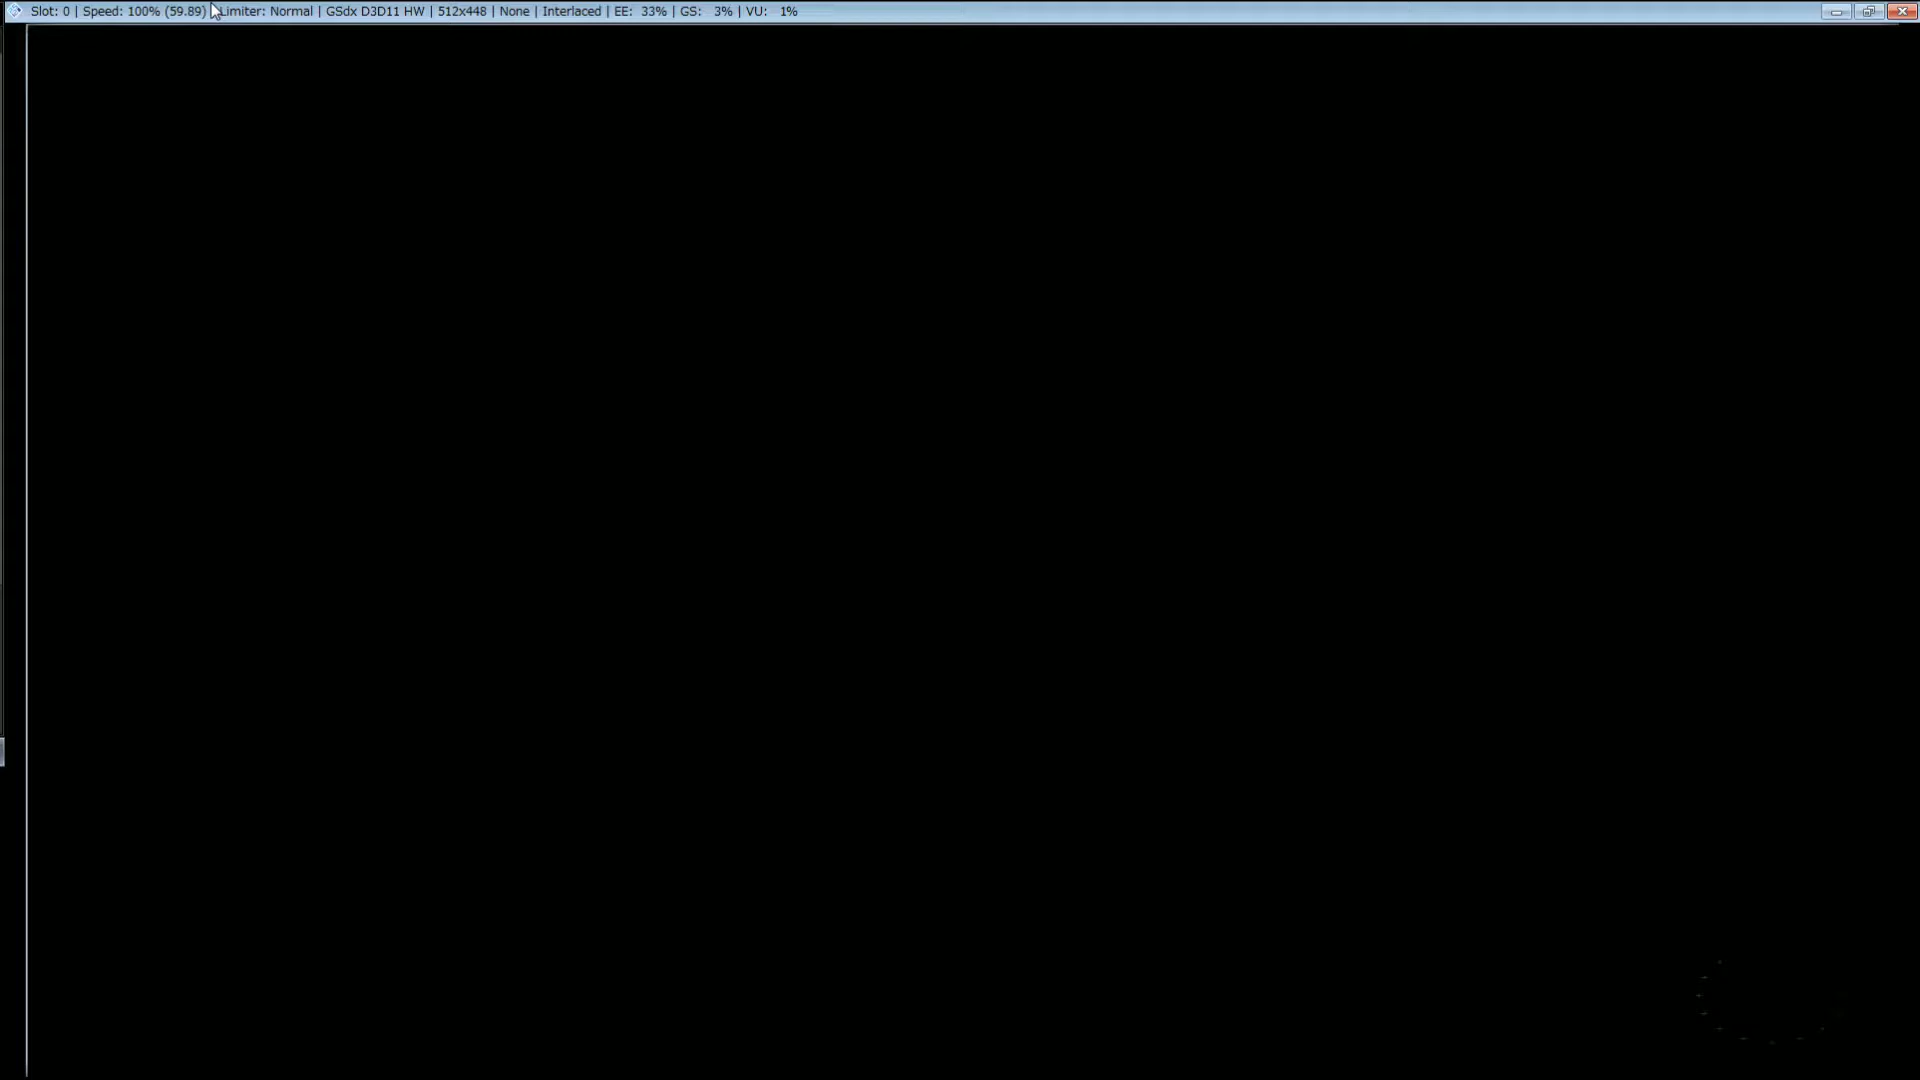 Slot: 0 | Speed: 100% (59.89) | Limiter: Normal | GSdx D3D11 HW | 512x448 | None | Interlaced | EE: 33% | GS: 3% | VU: 1%